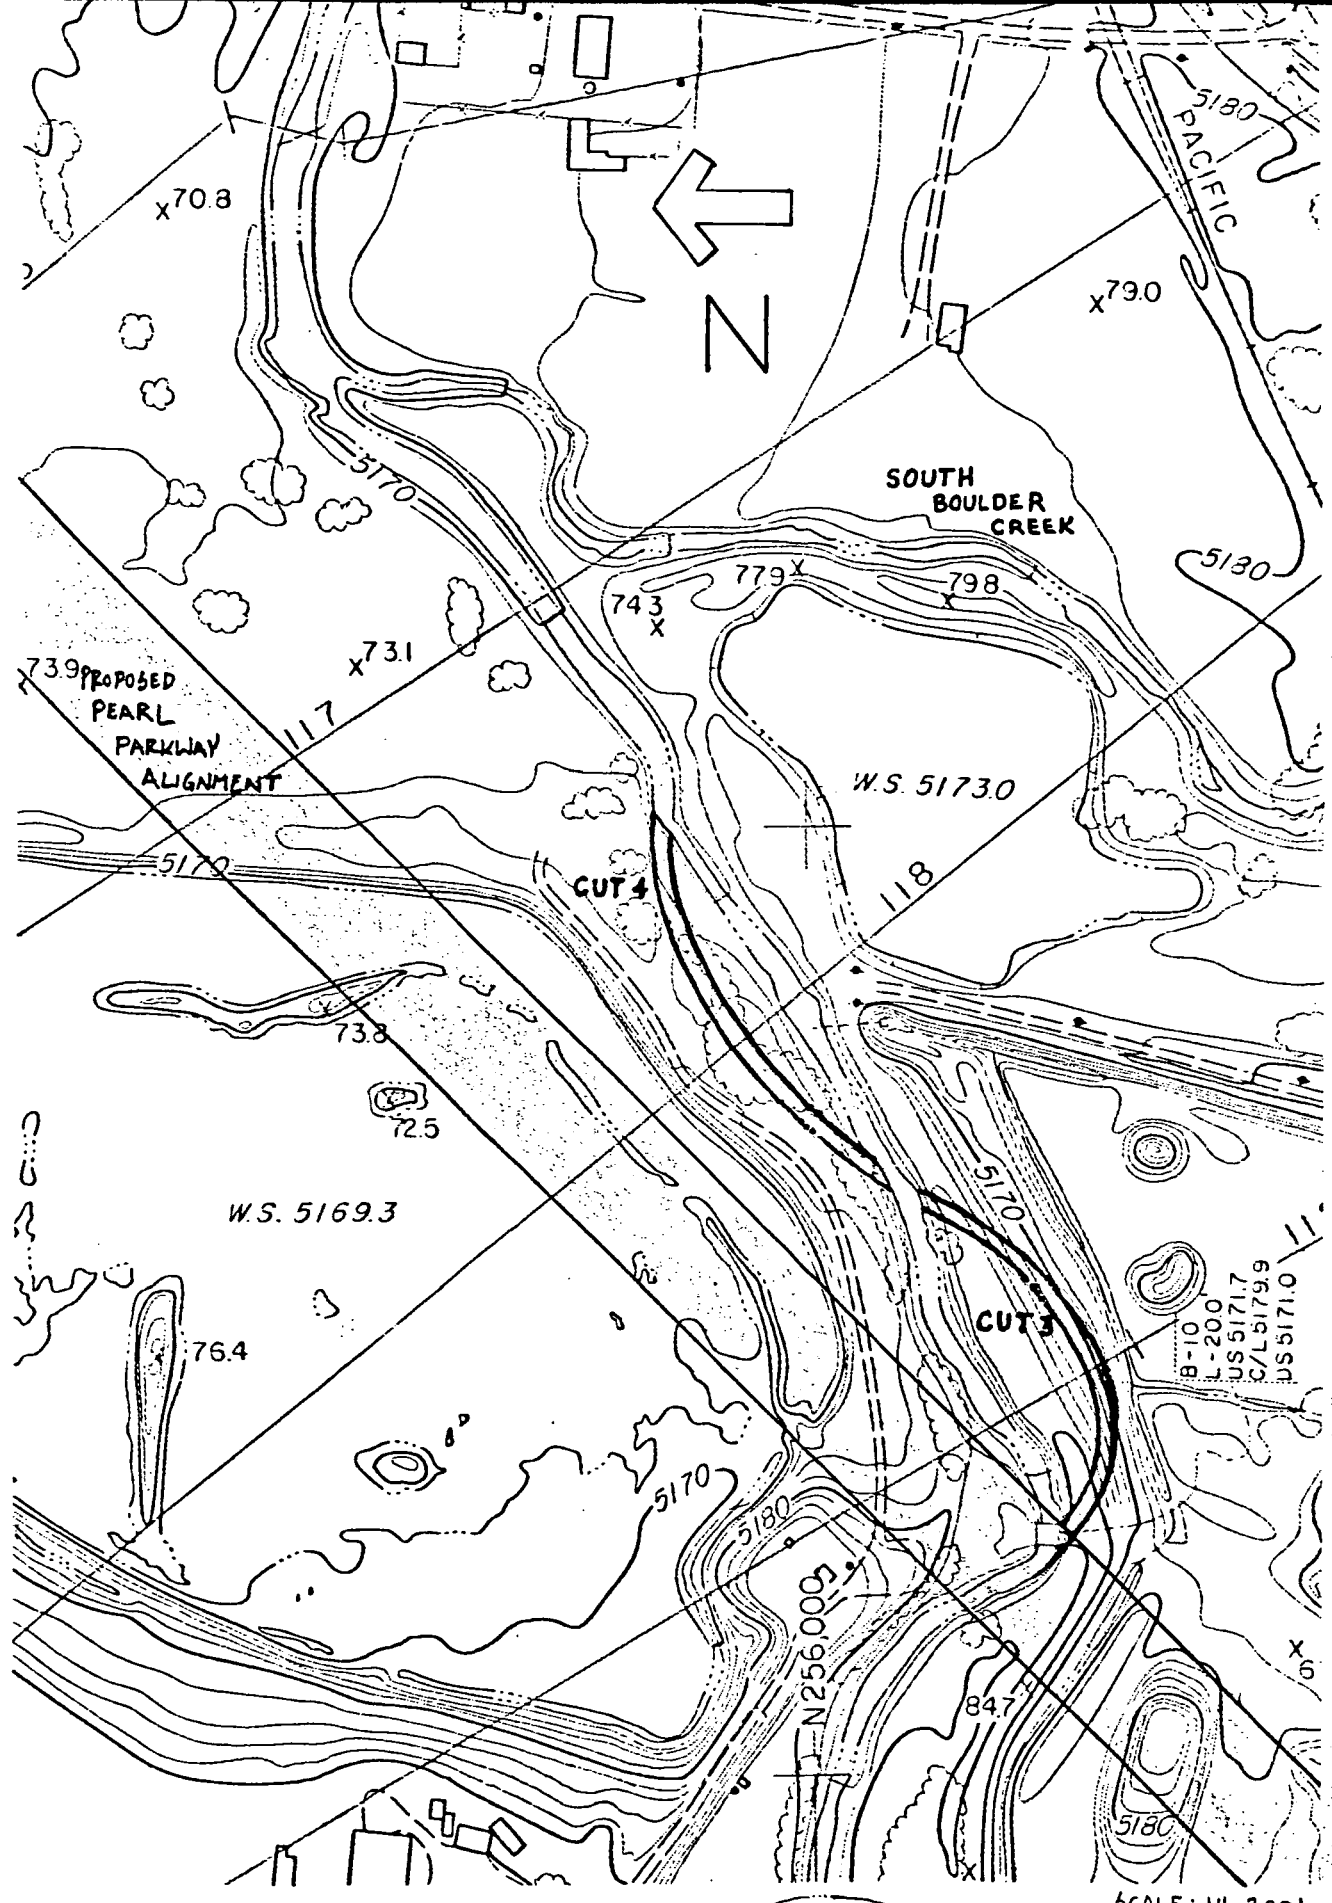 5180
PACIFIC
x70.8
N
x79.0
5170
SOUTH
BOULDER
CREEK
5180
779 x
798
x
743
x
x73.1
73.9
PROPOSED
PEARL
PARKWAY
ALIGNMENT
117
W.S. 5173.0
5170
CUT 4
118
73.8
72.5
5170
W.S. 5169.3
CUT 3
B-10
L-200
US 5171.7
C/L 5179.9
US 5171.0
76.4
5170
5180
N256,000
x
6
847
5180
x